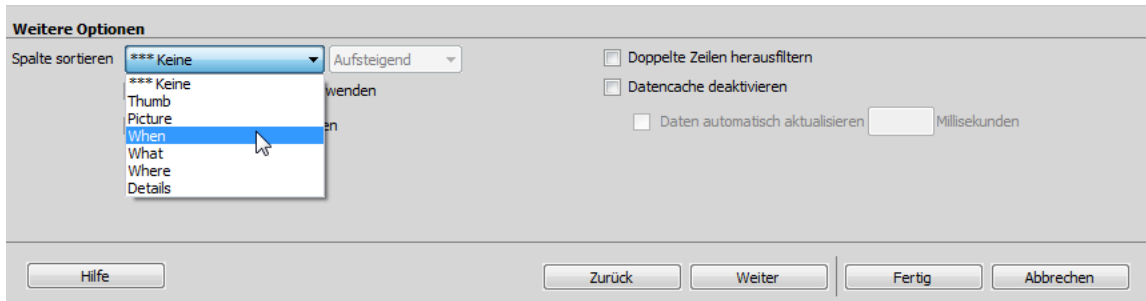 Weitere Optionen
Spalte sortieren *** Keine Aufsteigend
*** Keine
Thumb
Picture
When
What
Where
Details
wenden
en
Doppelte Zeilen herausfiltern
Datencache deaktivieren
Daten automatisch aktualisieren Millisekunden
Hilfe Zurück Weiter Fertig Abbrechen